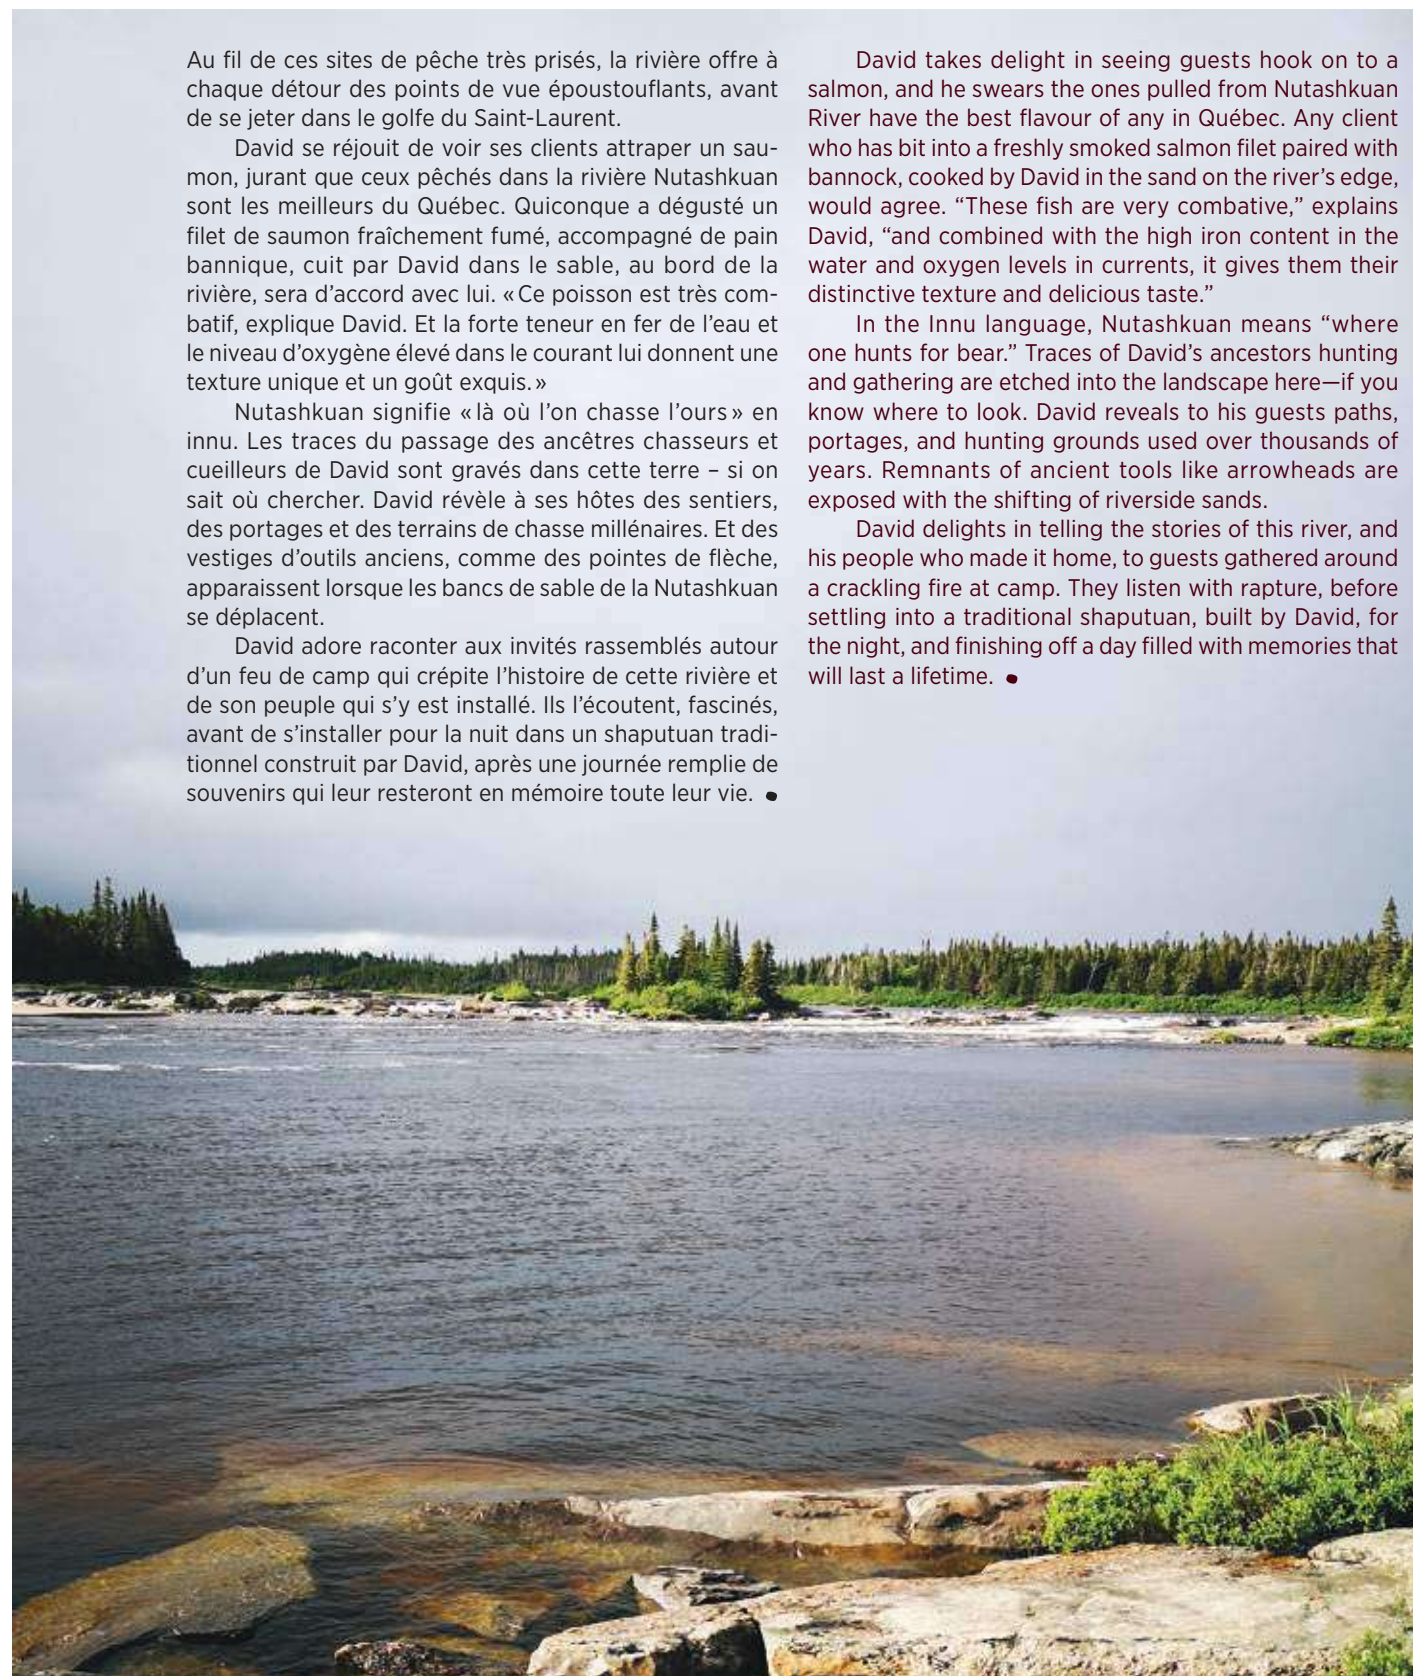 Au fil de ces sites de pêche très prisés, la rivière offre à
chaque détour des points de vue époustouflants, avant
de se jeter dans le golfe du Saint-Laurent.
David se réjouit de voir ses clients attraper un sau-
mon, jurant que ceux pêchés dans la rivière Nutashkuan
sont les meilleurs du Québec. Quiconque a dégusté un
filet de saumon fraîchement fumé, accompagné de pain
bannique, cuit par David dans le sable, au bord de la
rivière, sera d’accord avec lui. « Ce poisson est très com-
batif, explique David. Et la forte teneur en fer de l’eau et
le niveau d’oxygène élevé dans le courant lui donnent une
texture unique et un goût exquis. »
Nutashkuan signifie « là où l’on chasse l’ours » en
innu. Les traces du passage des ancêtres chasseurs et
cueilleurs de David sont gravés dans cette terre – si on
sait où chercher. David révèle à ses hôtes des sentiers,
des portages et des terrains de chasse millénaires. Et des
vestiges d’outils anciens, comme des pointes de flèche,
apparaissent lorsque les bancs de sable de la Nutashkuan
se déplacent.
David adore raconter aux invités rassemblés autour
d’un feu de camp qui crépite l’histoire de cette rivière et
de son peuple qui s’y est installé. Ils l’écoutent, fascinés,
avant de s’installer pour la nuit dans un shaputuan tradi-
tionnel construit par David, après une journée remplie de
souvenirs qui leur resteront en mémoire toute leur vie.
David takes delight in seeing guests hook on to a
salmon, and he swears the ones pulled from Nutashkuan
River have the best flavour of any in Québec. Any client
who has bit into a freshly smoked salmon filet paired with
bannock, cooked by David in the sand on the river’s edge,
would agree. “These fish are very combative,” explains
David, “and combined with the high iron content in the
water and oxygen levels in currents, it gives them their
distinctive texture and delicious taste.”
In the Innu language, Nutashkuan means “where
one hunts for bear.” Traces of David’s ancestors hunting
and gathering are etched into the landscape here—if you
know where to look. David reveals to his guests paths,
portages, and hunting grounds used over thousands of
years. Remnants of ancient tools like arrowheads are
exposed with the shifting of riverside sands.
David delights in telling the stories of this river, and
his people who made it home, to guests gathered around
a crackling fire at camp. They listen with rapture, before
settling into a traditional shaputuan, built by David, for
the night, and finishing off a day filled with memories that
will last a lifetime.